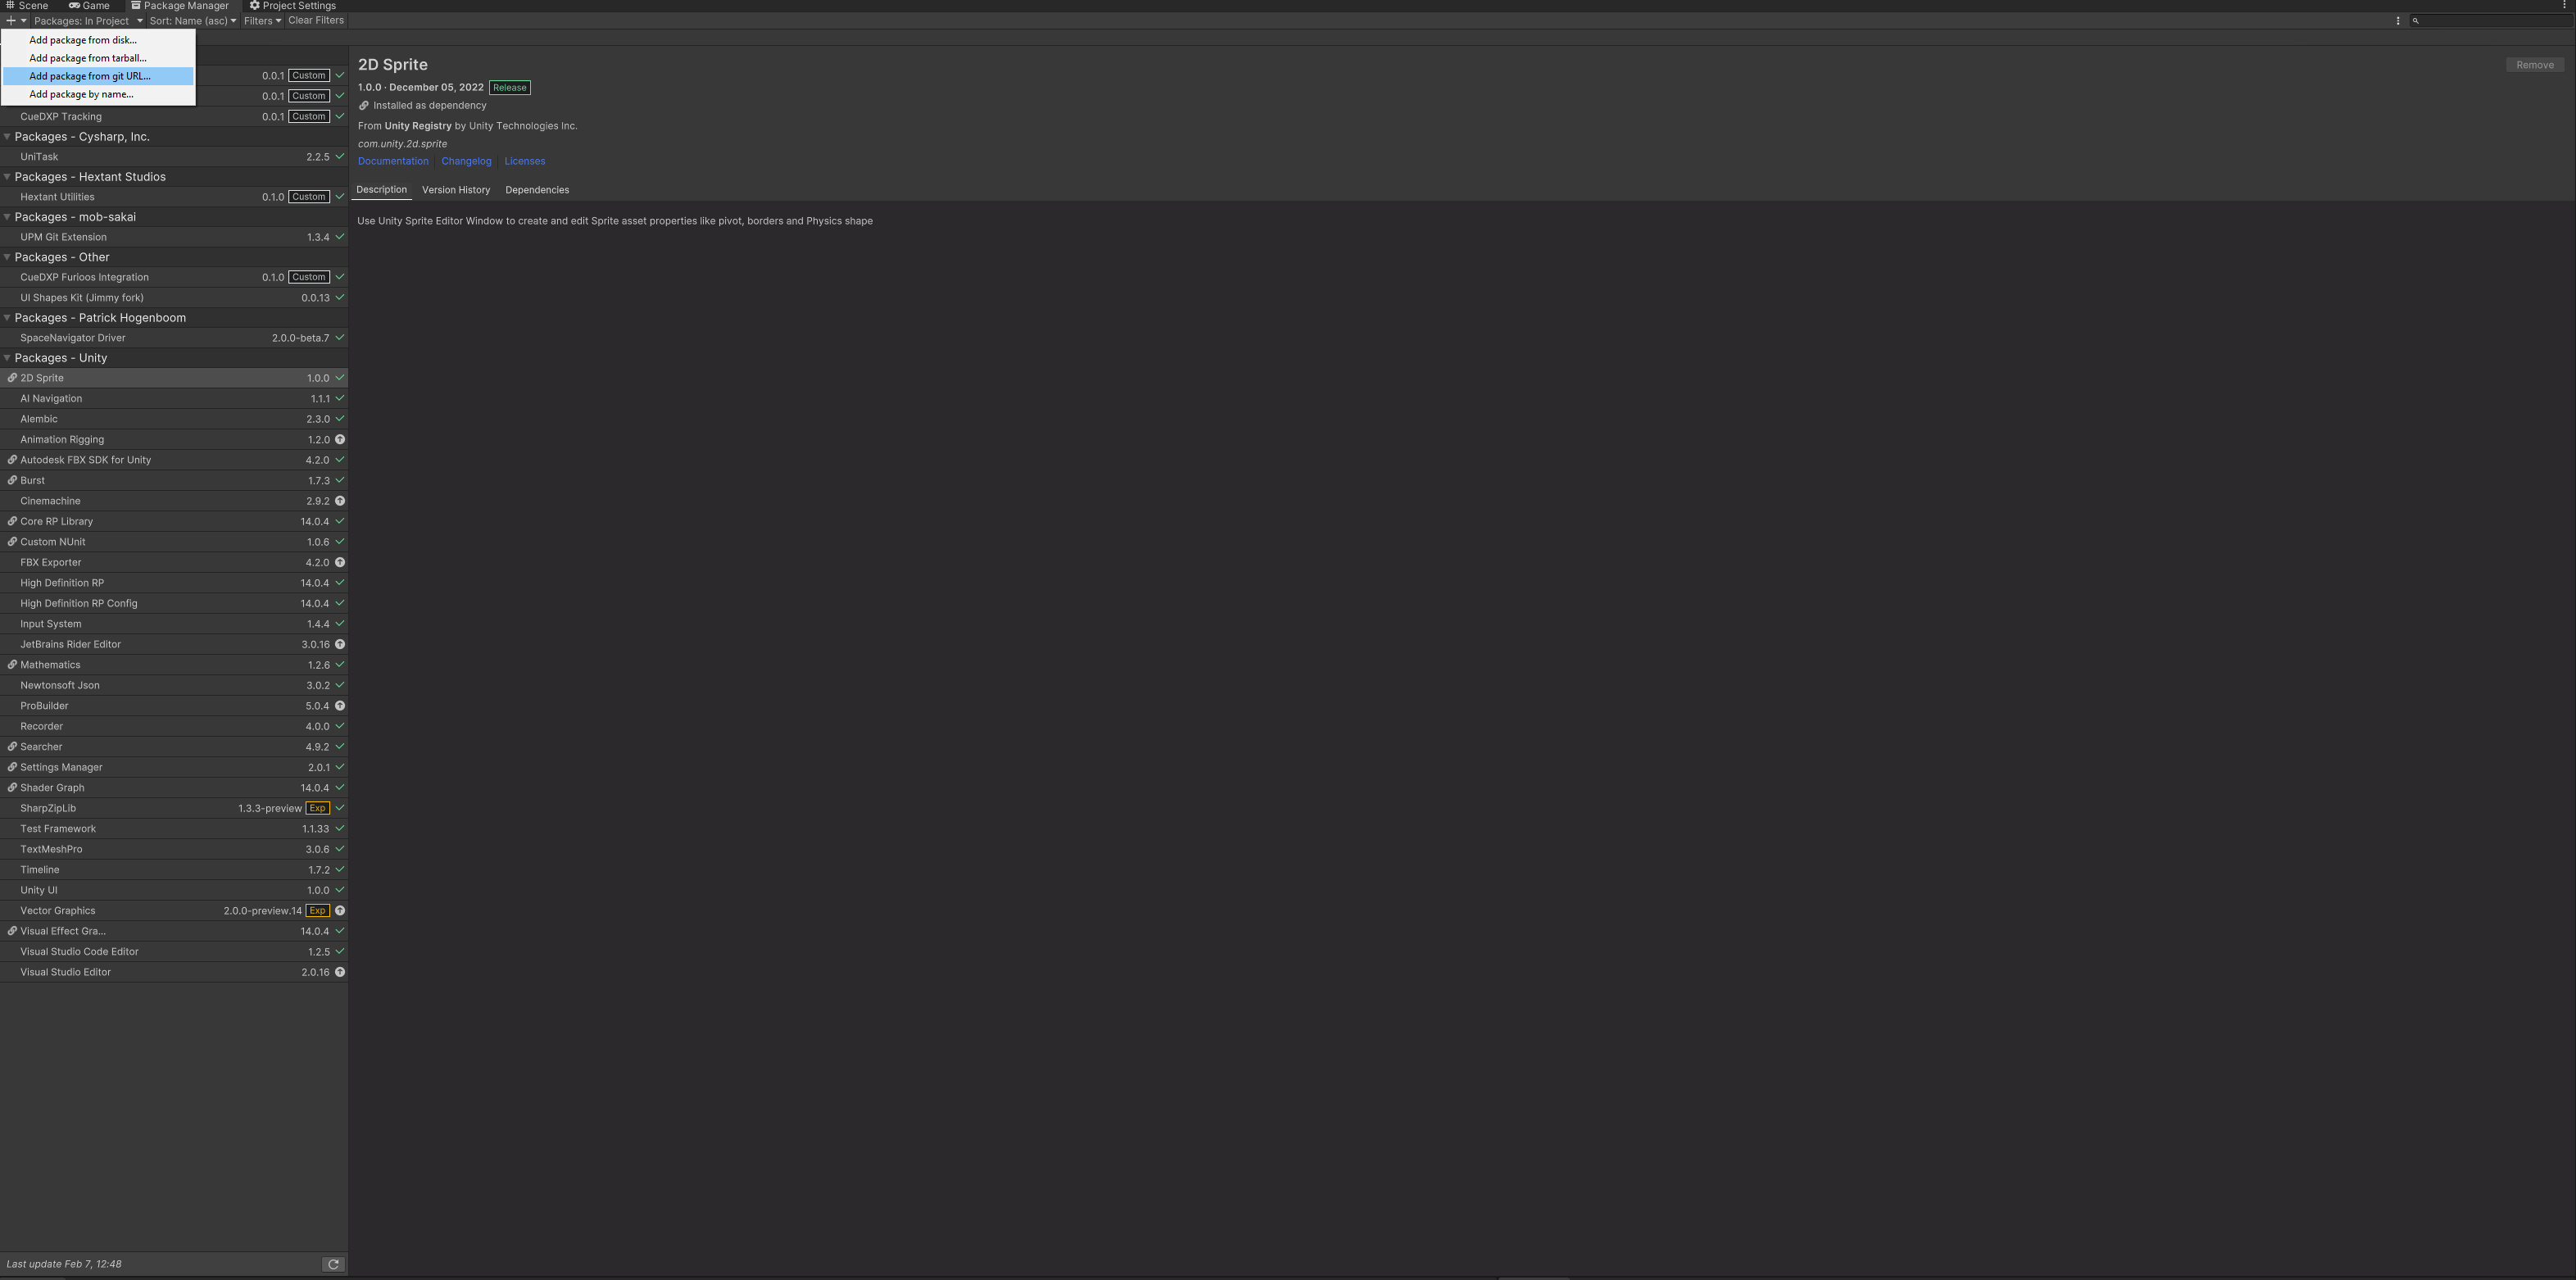 Scene Game Package Manager Project Settings
Packages: In Project Sort: Name (asc) Filters Clear Filters
Add package from disk...
Add package from tarball...
Add package from git URL...
Add package by name...
0.0.1 Custom
0.0.1 Custom
CueDXP Tracking 0.0.1 Custom
Packages - Cysharp, Inc.
UniTask 2.2.5
Packages - Hextant Studios
Hextant Utilities 0.1.0 Custom
Packages - mob-sakai
UPM Git Extension 1.3.4
Packages - Other
CueDXP Furioos Integration 0.1.0 Custom
UI Shapes Kit (Jimmy fork) 0.0.13
Packages - Patrick Hogenboom
SpaceNavigator Driver 2.0.0-beta.7
Packages - Unity
2D Sprite 1.0.0
AI Navigation 1.1.1
Alembic 2.3.0
Animation Rigging 1.2.0
Autodesk FBX SDK for Unity 4.2.0
Burst 1.7.3
Cinemachine 2.9.2
Core RP Library 14.0.4
Custom NUnit 1.0.6
FBX Exporter 4.2.0
High Definition RP 14.0.4
High Definition RP Config 14.0.4
Input System 1.4.4
JetBrains Rider Editor 3.0.16
Mathematics 1.2.6
Newtonsoft Json 3.0.2
ProBuilder 5.0.4
Recorder 4.0.0
Searcher 4.9.2
Settings Manager 2.0.1
Shader Graph 14.0.4
SharpZipLib 1.3.3-preview Exp
Test Framework 1.1.33
TextMeshPro 3.0.6
Timeline 1.7.2
Unity UI 1.0.0
Vector Graphics 2.0.0-preview.14 Exp
Visual Effect Gra... 14.0.4
Visual Studio Code Editor 1.2.5
Visual Studio Editor 2.0.16
Last update Feb 7, 12:48
2D Sprite
Remove
1.0.0 · December 05, 2022 Release
Installed as dependency
From Unity Registry by Unity Technologies Inc.
com.unity.2d.sprite
Documentation Changelog Licenses
Description Version History Dependencies
Use Unity Sprite Editor Window to create and edit Sprite asset properties like pivot, borders and Physics shape